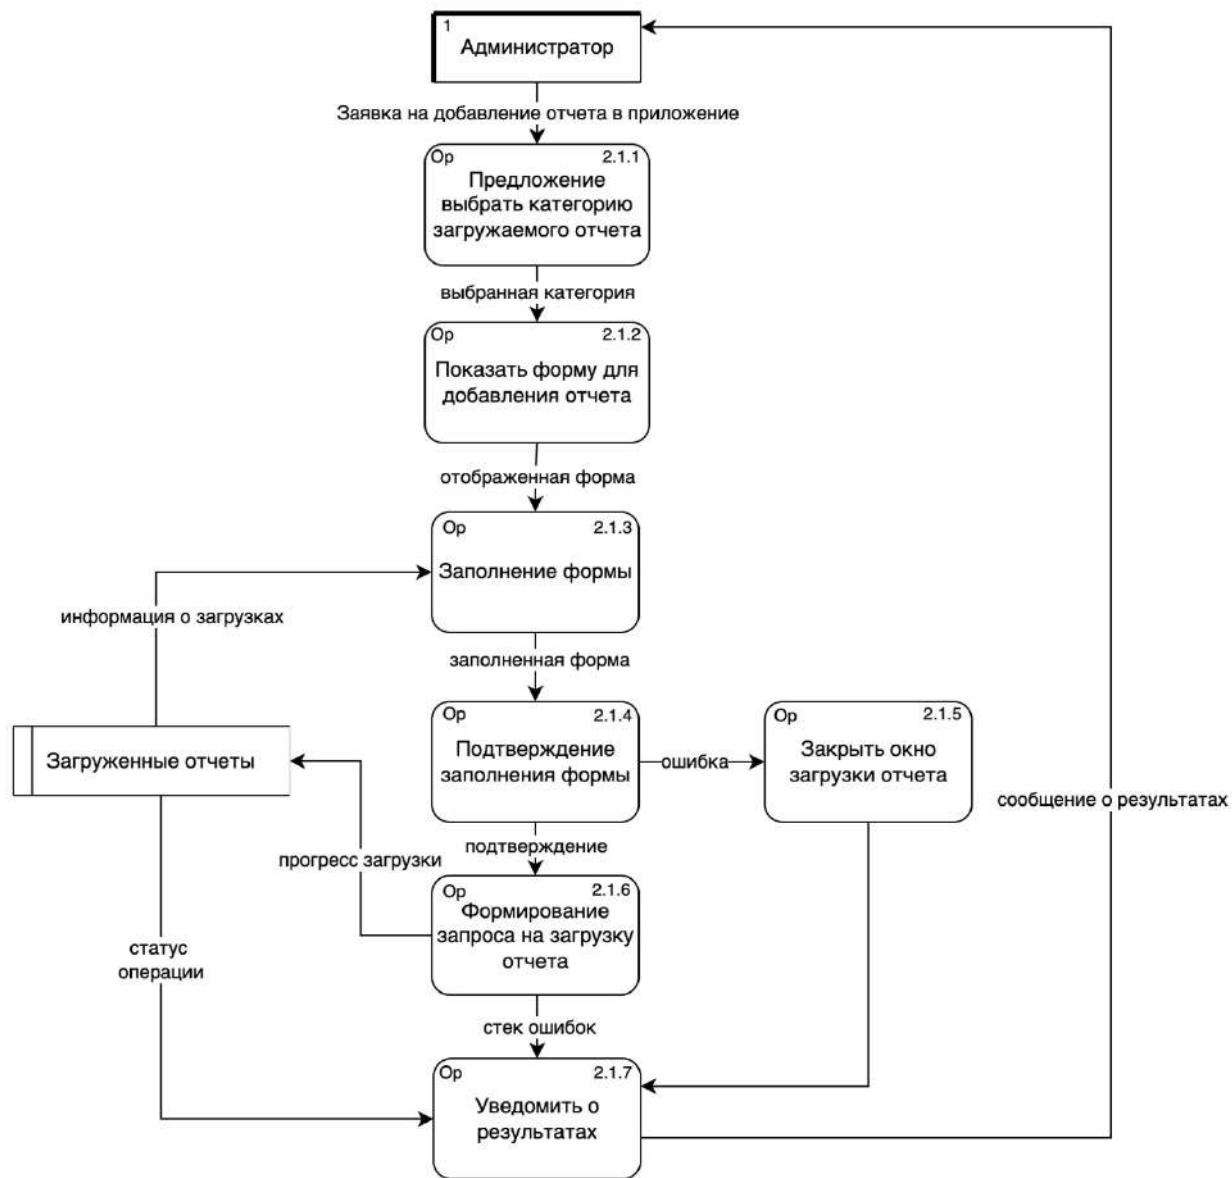 1
Администратор
Заявка на добавление отчета в приложение
Op 2.1.1
Предложение
выбрать категорию
загружаемого отчета
выбранная категория
Op 2.1.2
Показать форму для
добавления отчета
отображенная форма
Op 2.1.3
Заполнение формы
информация о загрузках
заполненная форма
Op 2.1.4
Подтверждение
заполнения формы
ошибка
Op 2.1.5
Закрыть окно
загрузки отчета
Загруженные отчеты
сообщение о результатах
подтверждение
прогресс загрузки
Op 2.1.6
Формирование
запроса на загрузку
отчета
статус
операции
стек ошибок
Op 2.1.7
Уведомить о
результатах